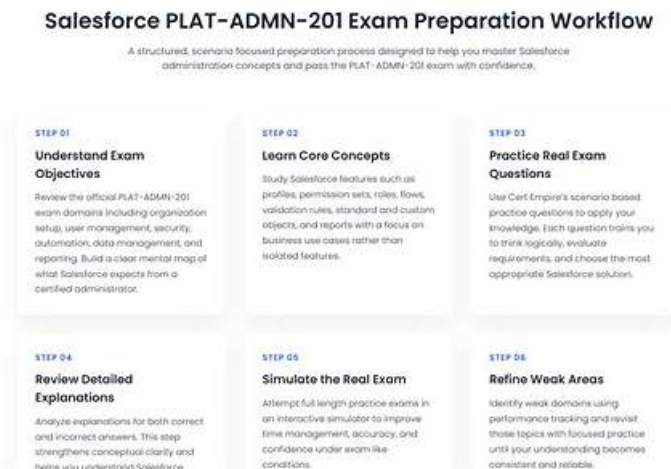 Salesforce PLAT-ADMN-201 Exam Preparation Workflow
A structured, scenario focused preparation process designed to help you master Salesforce
administration concepts and pass the PLAT-ADMN-201 exam with confidence.
STEP 01
Understand Exam
Objectives
Review the official PLAT-ADMN-201
exam domains including organization
setup, user management, security,
automation, data management, and
reporting. Build a clear mental map of
what Salesforce expects from a
certified administrator.
STEP 02
Learn Core Concepts
Study Salesforce features such as
profiles, permission sets, roles, flows,
validation rules, standard and custom
objects, and reports with a focus on
business use cases rather than
isolated features.
STEP 03
Practice Real Exam
Questions
Use Cert Empire's scenario based
practice questions to apply your
knowledge. Each question trains you
to think logically, evaluate
requirements, and choose the most
appropriate Salesforce solution.
STEP 04
Review Detailed
Explanations
Analyze explanations for both correct
and incorrect answers. This step
strengthens conceptual clarity and
helps you understand Salesforce
STEP 05
Simulate the Real Exam
Attempt full length practice exams in
an interactive simulator to improve
time management, accuracy, and
confidence under exam like
conditions.
STEP 06
Refine Weak Areas
Identify weak domains using
performance tracking and revisit
those topics with focused practice
until your understanding becomes
consistent and reliable.